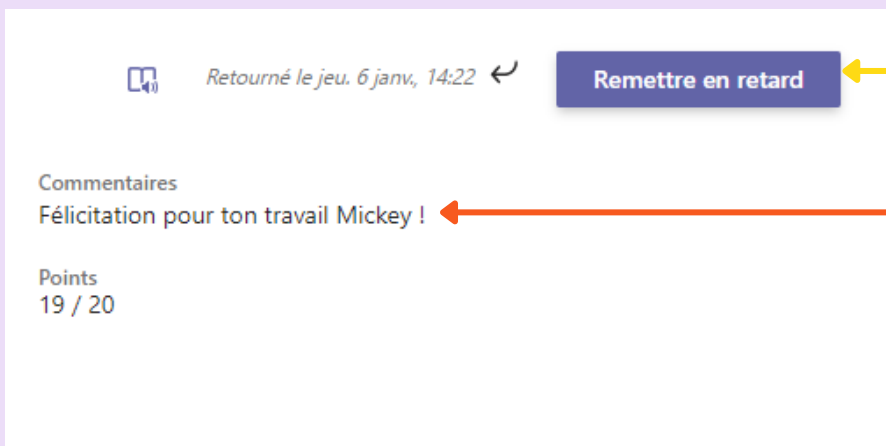 Retourné le jeu. 6 janv., 14:22
Remettre en retard
Commentaires
Félicitation pour ton travail Mickey !
Points
19 / 20